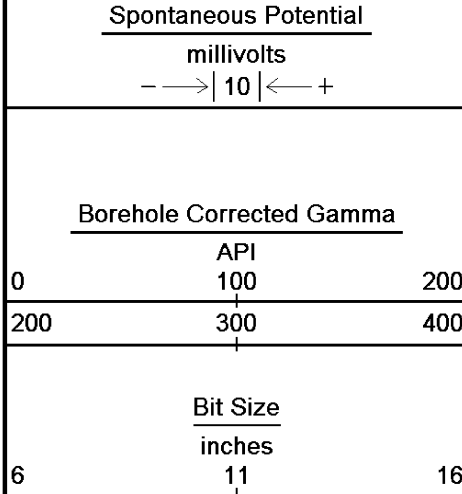 Spontaneous Potential
millivolts
− →| 10 |← +
Borehole Corrected Gamma
API
0 100 200
200 300 400
Bit Size
inches
6 11 16